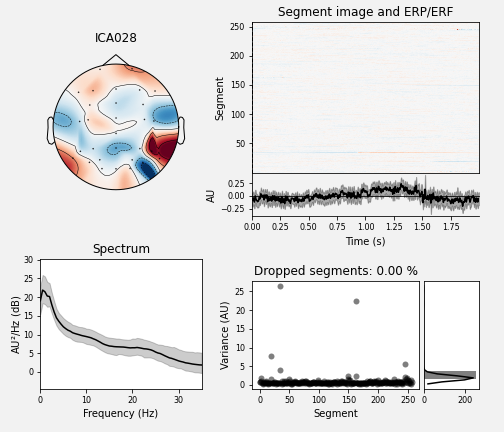 ICA028
Segment image and ERP/ERF
Segment
250
200
150
100
50
AU
0.25
0.00
−0.25
0.00 0.25 0.50 0.75 1.00 1.25 1.50 1.75
Time (s)
Spectrum
AU²/Hz (dB)
30
25
20
15
10
5
0
0 10 20 30
Frequency (Hz)
Dropped segments: 0.00 %
Variance (AU)
25
20
15
10
5
0
0 50 100 150 200 250
Segment
0 200